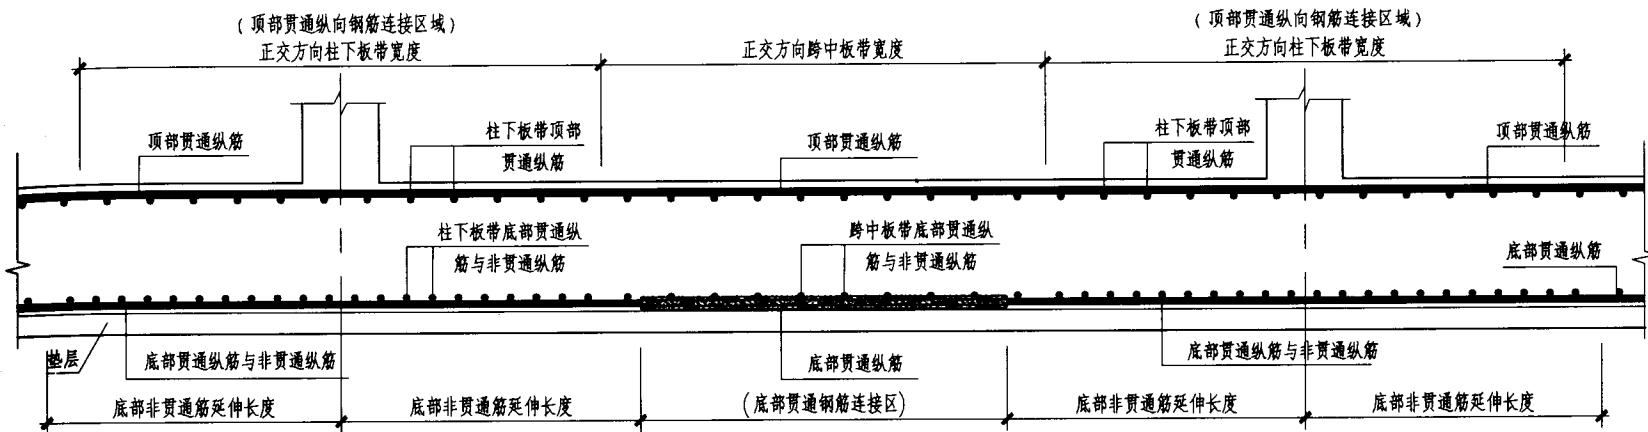 (顶部贯通纵向钢筋连接区域)
正交方向柱下板带宽度
正交方向跨中板带宽度
(顶部贯通纵向钢筋连接区域)
正交方向柱下板带宽度
顶部贯通纵筋
柱下板带顶部
贯通纵筋
顶部贯通纵筋
柱下板带顶部
贯通纵筋
顶部贯通纵筋
柱下板带底部贯通纵
筋与非贯通纵筋
跨中板带底部贯通纵
筋与非贯通纵筋
底部贯通纵筋
垫层
底部贯通纵筋与非贯通纵筋
底部贯通纵筋
底部贯通纵筋与非贯通纵筋
底部非贯通筋延伸长度
底部非贯通筋延伸长度
(底部贯通钢筋连接区)
底部非贯通筋延伸长度
底部非贯通筋延伸长度